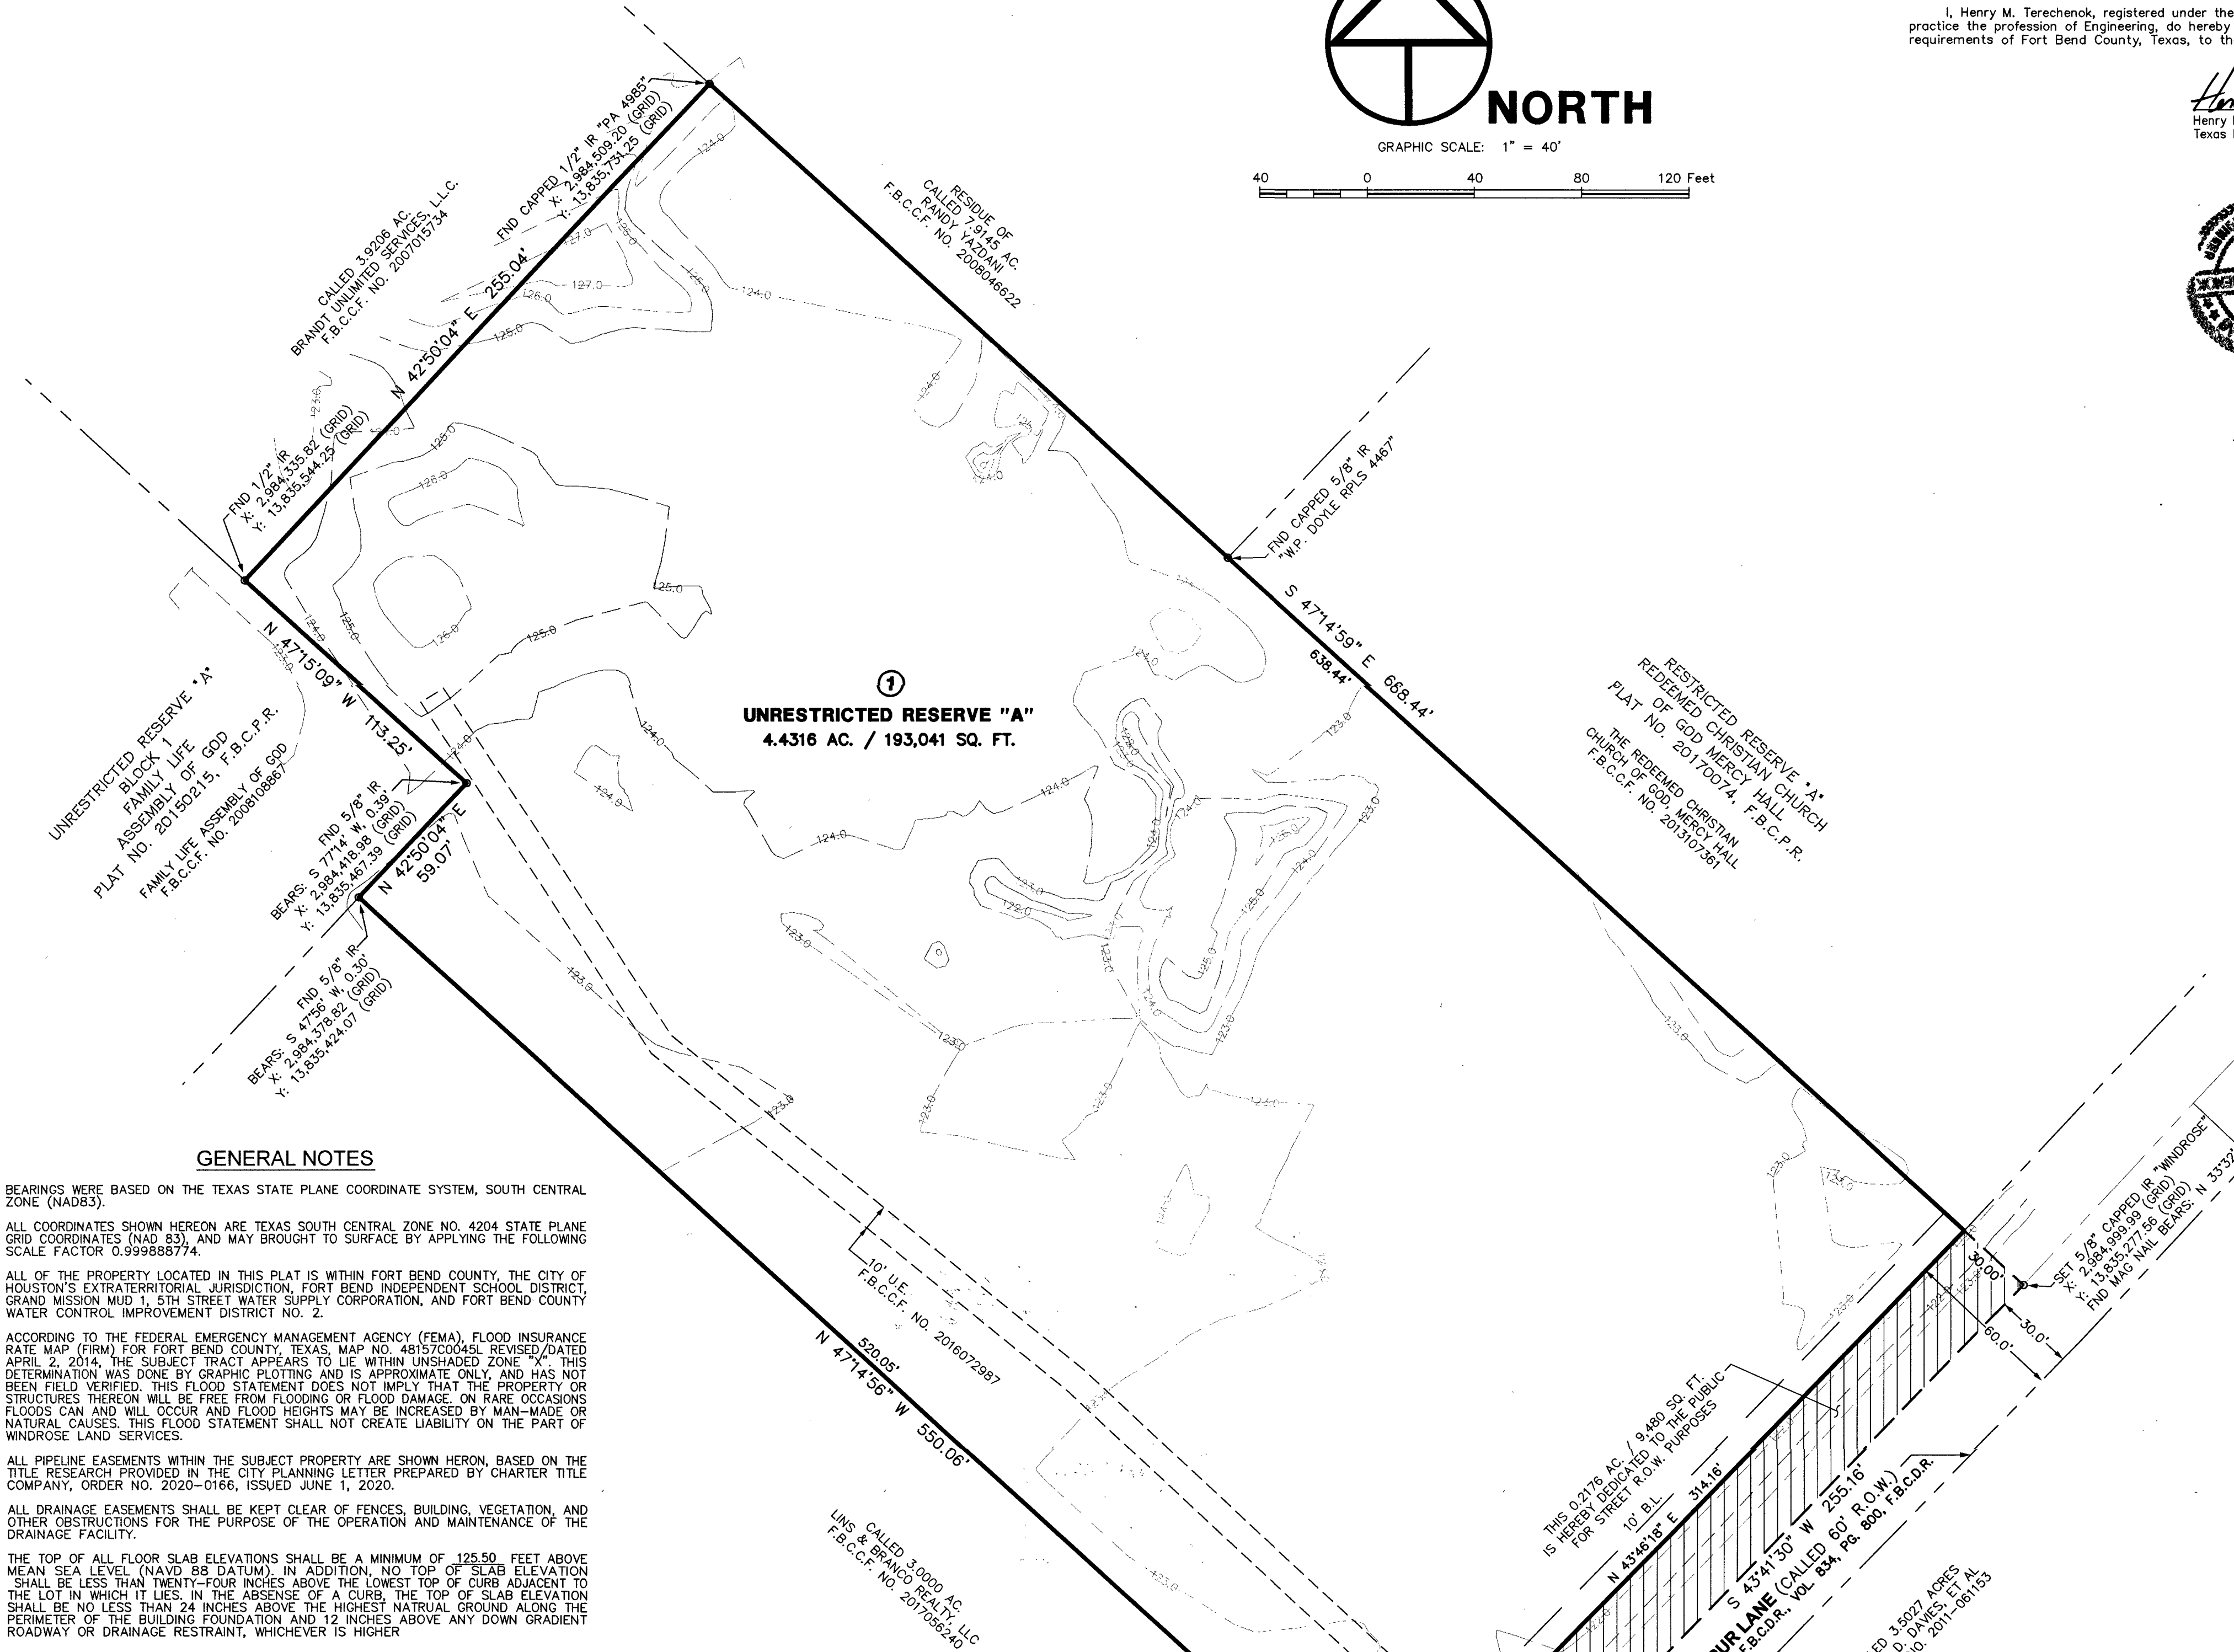 I, Henry M. Terechenok, registered under the
practice the profession of Engineering, do hereby
requirements of Fort Bend County, Texas, to th
Henry
Texas
NORTH
GRAPHIC SCALE: 1" = 40'
40 0 40 80 120 Feet
FND CAPPED 1/2" IR "PA 4985"
X: 2,984,509.20 (GRID)
Y: 13,835,731.25 (GRID)
CALLED 3.9206 AC.
BRANDT UNLIMITED SERVICES, L.L.C.
F.B.C.C.F. NO. 2007015734
N 42°50'04" E 255.04'
RESIDUE OF
CALLED 7.9145 AC.
RANDY YAZDANI
F.B.C.C.F. NO. 2008046622
FND 1/2" IR
X: 2,984,335.82 (GRID)
Y: 13,835,544.25 (GRID)
FND CAPPED 5/8" IR
"W.P. DOYLE RPLS 4467"
S 47°14'59" E 668.44'
638.44'
N 47°15'09" W 113.25'
UNRESTRICTED RESERVE "A"
BLOCK 1
FAMILY LIFE
ASSEMBLY OF GOD
PLAT NO. 20150215, F.B.C.P.R.
FAMILY LIFE ASSEMBLY OF GOD
F.B.C.C.F. NO. 2008108867
1
UNRESTRICTED RESERVE "A"
4.4316 AC. / 193,041 SQ. FT.
RESTRICTED RESERVE "A"
REDEEMED CHRISTIAN CHURCH
OF GOD MERCY HALL
PLAT NO. 20170074, F.B.C.P.R.
THE REDEEMED CHRISTIAN
CHURCH OF GOD, MERCY HALL
F.B.C.C.F. NO. 2013107361
FND 5/8" IR
BEARS: S 77°14' W, 0.39'
X: 2,984,418.98 (GRID)
Y: 13,835,467.39 (GRID)
N 42°50'04" E
59.07'
FND 5/8" IR
BEARS: S 47°56' W, 0.30'
X: 2,984,378.82 (GRID)
Y: 13,835,424.07 (GRID)
124.0
127.0
126.0
125.0
123.0
122.0
10' U.E.
F.B.C.C.F. NO. 2016072987
520.05'
N 47°14'56" W 550.06'
CALLED 3.0000 AC.
LINS & BRANCO REALTY, LLC
F.B.C.C.F. NO. 2017056240
SET 5/8" CAPPED IR "WINDROSE"
X: 2,984,999.99 (GRID)
Y: 13,835,277.56 (GRID)
FND MAG NAIL BEARS: N 33°32'
30.00'
30.0'
60.0'
THIS 0.2176 AC. / 9,480 SQ. FT.
IS HEREBY DEDICATED TO THE PUBLIC
FOR STREET R.O.W. PURPOSES
10' B.L.
N 43°46'18" E 314.16'
S 43°41'30" W 255.16'
UR LANE (CALLED 60' R.O.W.)
F.B.C.D.R., VOL. 834, PG. 800, F.B.C.D.R.
ED 3.5027 ACRES
D. DAVIES, ET AL
O. 2011-061153
GENERAL NOTES
BEARINGS WERE BASED ON THE TEXAS STATE PLANE COORDINATE SYSTEM, SOUTH CENTRAL
ZONE (NAD83).
ALL COORDINATES SHOWN HEREON ARE TEXAS SOUTH CENTRAL ZONE NO. 4204 STATE PLANE
GRID COORDINATES (NAD 83), AND MAY BROUGHT TO SURFACE BY APPLYING THE FOLLOWING
SCALE FACTOR 0.999888774.
ALL OF THE PROPERTY LOCATED IN THIS PLAT IS WITHIN FORT BEND COUNTY, THE CITY OF
HOUSTON'S EXTRATERRITORIAL JURISDICTION, FORT BEND INDEPENDENT SCHOOL DISTRICT,
GRAND MISSION MUD 1, 5TH STREET WATER SUPPLY CORPORATION, AND FORT BEND COUNTY
WATER CONTROL IMPROVEMENT DISTRICT NO. 2.
ACCORDING TO THE FEDERAL EMERGENCY MANAGEMENT AGENCY (FEMA), FLOOD INSURANCE
RATE MAP (FIRM) FOR FORT BEND COUNTY, TEXAS, MAP NO. 48157C0045L REVISED/DATED
APRIL 2, 2014, THE SUBJECT TRACT APPEARS TO LIE WITHIN UNSHADED ZONE "X". THIS
DETERMINATION WAS DONE BY GRAPHIC PLOTTING AND IS APPROXIMATE ONLY, AND HAS NOT
BEEN FIELD VERIFIED. THIS FLOOD STATEMENT DOES NOT IMPLY THAT THE PROPERTY OR
STRUCTURES THEREON WILL BE FREE FROM FLOODING OR FLOOD DAMAGE. ON RARE OCCASIONS
FLOODS CAN AND WILL OCCUR AND FLOOD HEIGHTS MAY BE INCREASED BY MAN-MADE OR
NATURAL CAUSES. THIS FLOOD STATEMENT SHALL NOT CREATE LIABILITY ON THE PART OF
WINDROSE LAND SERVICES.
ALL PIPELINE EASEMENTS WITHIN THE SUBJECT PROPERTY ARE SHOWN HERON, BASED ON THE
TITLE RESEARCH PROVIDED IN THE CITY PLANNING LETTER PREPARED BY CHARTER TITLE
COMPANY, ORDER NO. 2020-0166, ISSUED JUNE 1, 2020.
ALL DRAINAGE EASEMENTS SHALL BE KEPT CLEAR OF FENCES, BUILDING, VEGETATION, AND
OTHER OBSTRUCTIONS FOR THE PURPOSE OF THE OPERATION AND MAINTENANCE OF THE
DRAINAGE FACILITY.
THE TOP OF ALL FLOOR SLAB ELEVATIONS SHALL BE A MINIMUM OF 125.50 FEET ABOVE
MEAN SEA LEVEL (NAVD 88 DATUM). IN ADDITION, NO TOP OF SLAB ELEVATION
SHALL BE LESS THAN TWENTY-FOUR INCHES ABOVE THE LOWEST TOP OF CURB ADJACENT TO
THE LOT IN WHICH IT LIES. IN THE ABSENSE OF A CURB, THE TOP OF SLAB ELEVATION
SHALL BE NO LESS THAN 24 INCHES ABOVE THE HIGHEST NATRUAL GROUND ALONG THE
PERIMETER OF THE BUILDING FOUNDATION AND 12 INCHES ABOVE ANY DOWN GRADIENT
ROADWAY OR DRAINAGE RESTRAINT, WHICHEVER IS HIGHER